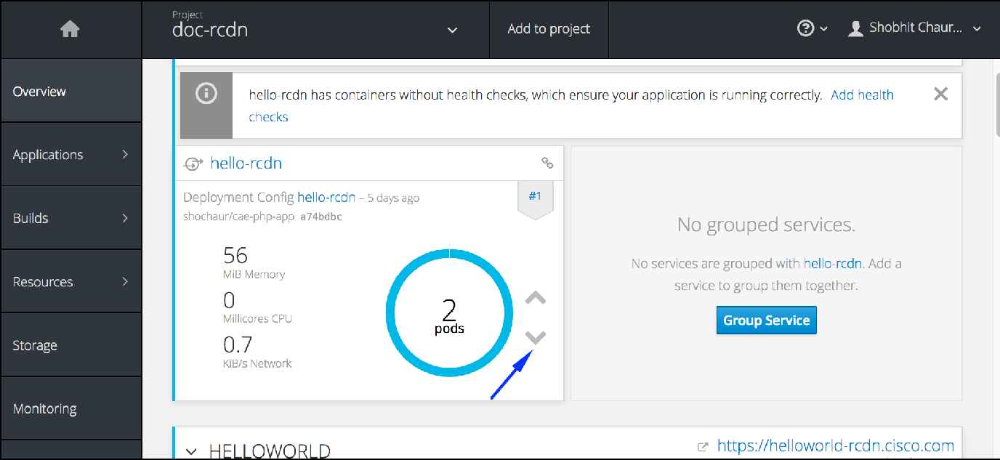 Project
doc-rcdn
Add to project
Shobhit Chaur...
Overview
Applications
Builds
Resources
Storage
Monitoring
hello-rcdn has containers without health checks, which ensure your application is running correctly. Add health
checks
hello-rcdn
Deployment Config hello-rcdn – 5 days ago
#1
shochaur/cae-php-app a74bdbc
56
MiB Memory
0
Millicores CPU
0.7
KiB/s Network
2
pods
No grouped services.
No services are grouped with hello-rcdn. Add a
service to group them together.
Group Service
HELLOWORLD
https://helloworld-rcdn.cisco.com